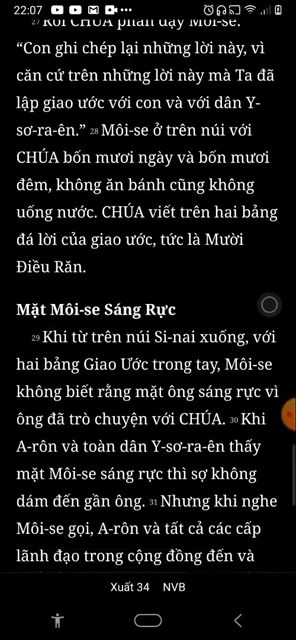 22:07
27 Rồi CHÚA phán dạy Môi-se:
“Con ghi chép lại những lời này, vì
căn cứ trên những lời này mà Ta đã
lập giao ước với con và với dân Y-
sơ-ra-ên.” 28 Môi-se ở trên núi với
CHÚA bốn mươi ngày và bốn mươi
đêm, không ăn bánh cũng không
uống nước. CHÚA viết trên hai bảng
đá lời của giao ước, tức là Mười
Điều Răn.
Mặt Môi-se Sáng Rực
29 Khi từ trên núi Si-nai xuống, với
hai bảng Giao Ước trong tay, Môi-se
không biết rằng mặt ông sáng rực vì
ông đã trò chuyện với CHÚA. 30 Khi
A-rôn và toàn dân Y-sơ-ra-ên thấy
mặt Môi-se sáng rực thì sợ không
dám đến gần ông. 31 Nhưng khi nghe
Môi-se gọi, A-rôn và tất cả các cấp
lãnh đạo trong cộng đồng đến và
Xuất 34 NVB